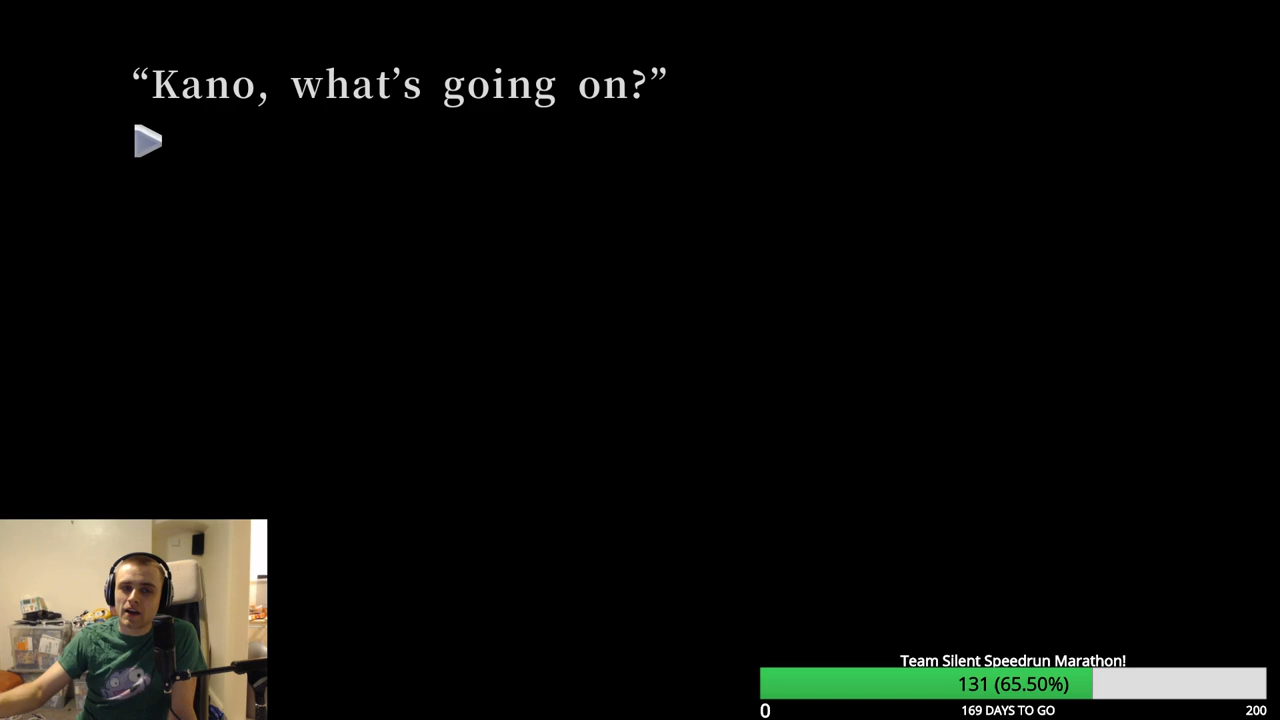 “Kano, what’s going on?”
Team Silent Speedrun Marathon!
131 (65.50%)
0
169 DAYS TO GO
200